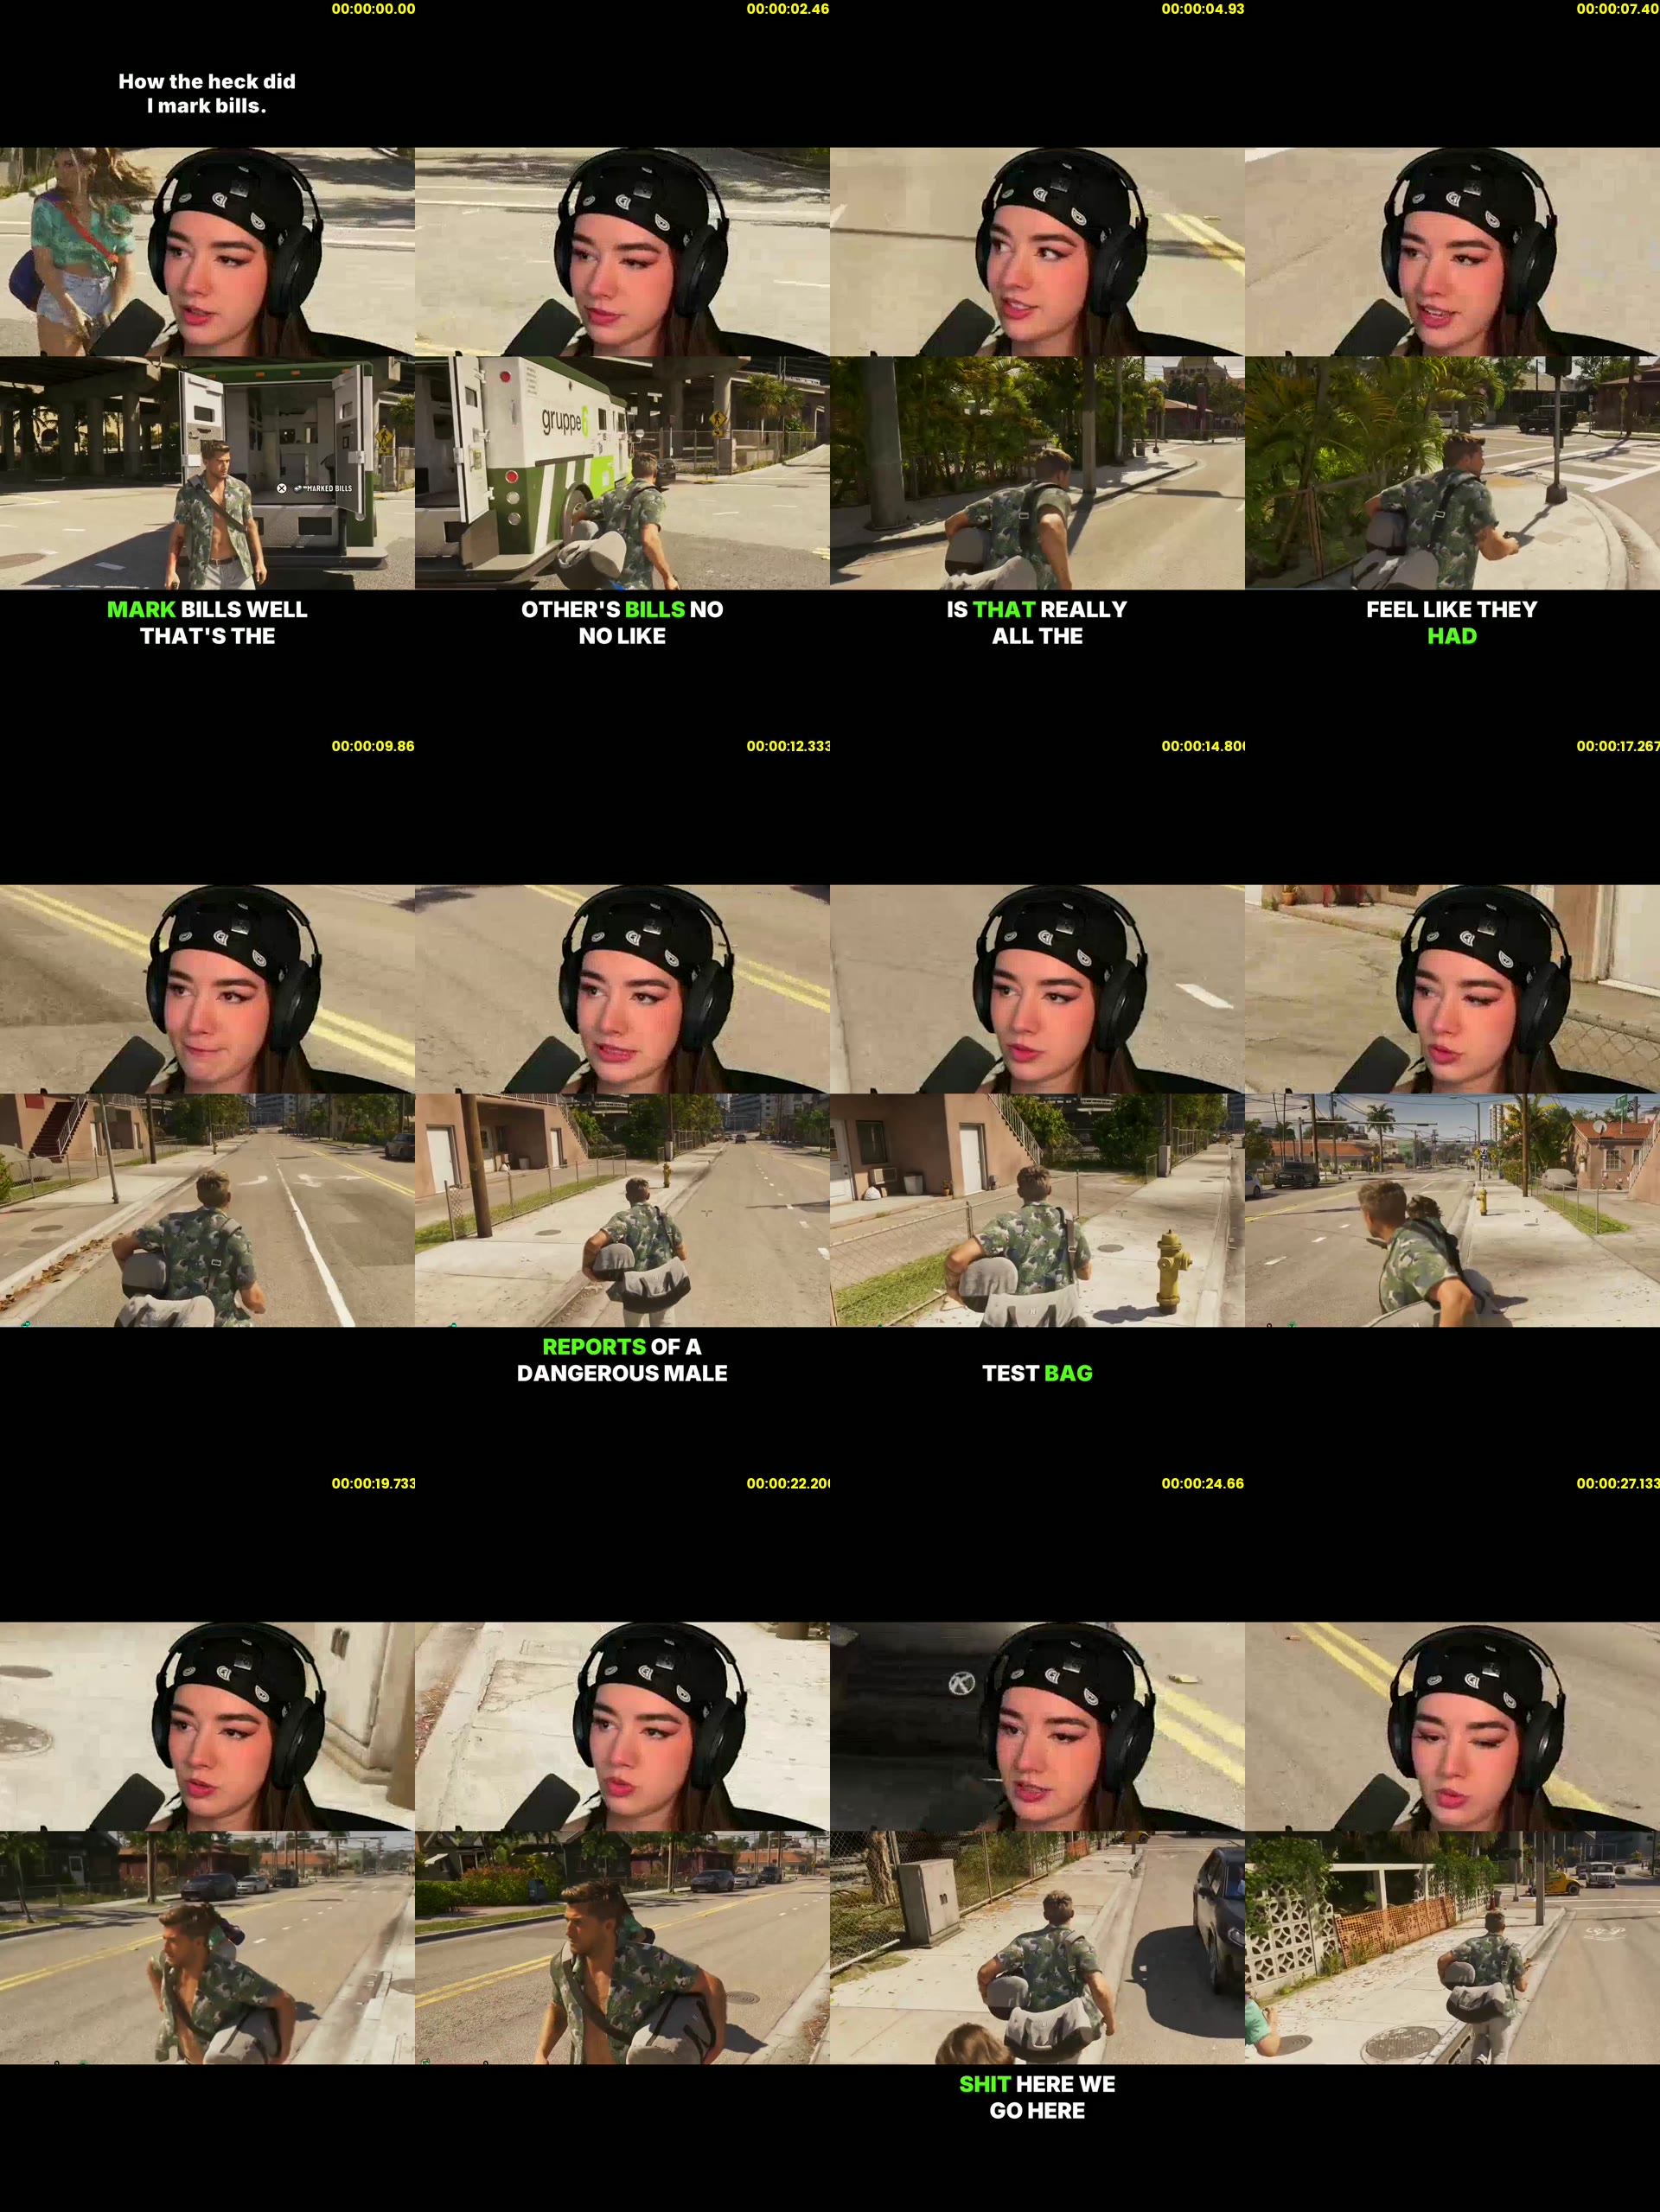 00:00:00.00
00:00:02.46
00:00:04.93
00:00:07.40
How the heck did
I mark bills.
gruppe6
MARKED BILLS
MARK BILLS WELL
THAT'S THE
OTHER'S BILLS NO
NO LIKE
IS THAT REALLY
ALL THE
FEEL LIKE THEY
HAD
00:00:09.86
00:00:12.333
00:00:14.80
00:00:17.267
REPORTS OF A
DANGEROUS MALE
TEST BAG
00:00:19.733
00:00:22.20
00:00:24.66
00:00:27.133
SHIT HERE WE
GO HERE